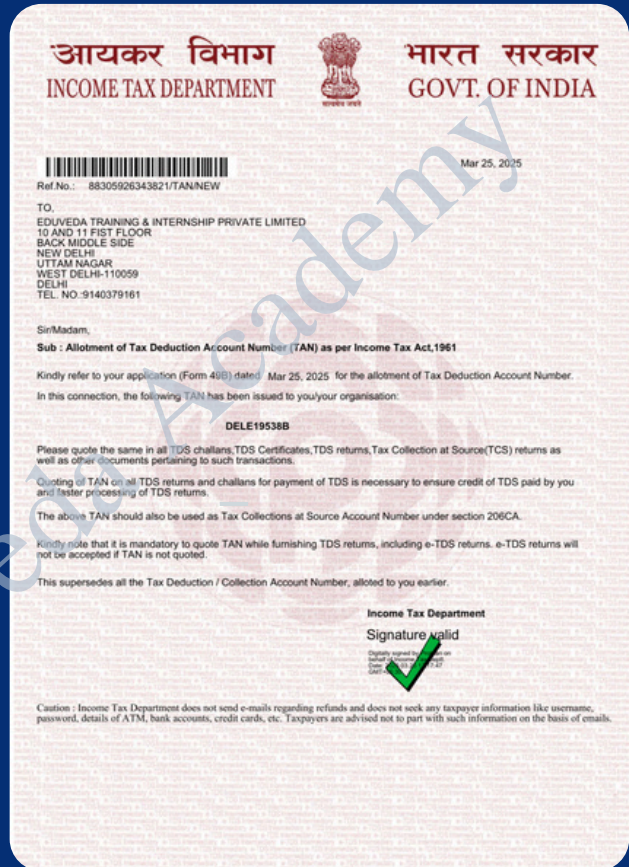 आयकर विभाग
INCOME TAX DEPARTMENT
सत्यमेव जयते
भारत सरकार
GOVT. OF INDIA
Mar 25, 2025
Ref.No.: 88305926343821/TAN/NEW
TO,
EDUVEDA TRAINING & INTERNSHIP PRIVATE LIMITED
10 AND 11 FIST FLOOR
BACK MIDDLE SIDE
NEW DELHI
UTTAM NAGAR
WEST DELHI-110059
DELHI
TEL. NO.:9140379161
Sir/Madam,
Sub : Allotment of Tax Deduction Account Number (TAN) as per Income Tax Act,1961
Kindly refer to your application (Form 49B) dated Mar 25, 2025 for the allotment of Tax Deduction Account Number.
In this connection, the following TAN has been issued to you/your organisation:
DELE19538B
Please quote the same in all TDS challans,TDS Certificates,TDS returns,Tax Collection at Source(TCS) returns as
well as other documents pertaining to such transactions.
Quoting of TAN on all TDS returns and challans for payment of TDS is necessary to ensure credit of TDS paid by you
and faster processing of TDS returns.
The above TAN should also be used as Tax Collections at Source Account Number under section 206CA.
Kindly note that it is mandatory to quote TAN while furnishing TDS returns, including e-TDS returns. e-TDS returns will
not be accepted if TAN is not quoted.
This supersedes all the Tax Deduction / Collection Account Number, alloted to you earlier.
Income Tax Department
Signature valid
Digitally signed by
behalf of Income
Caution : Income Tax Department does not send e-mails regarding refunds and does not seek any taxpayer information like username,
password, details of ATM, bank accounts, credit cards, etc. Taxpayers are advised not to part with such information on the basis of emails.
eda Academy